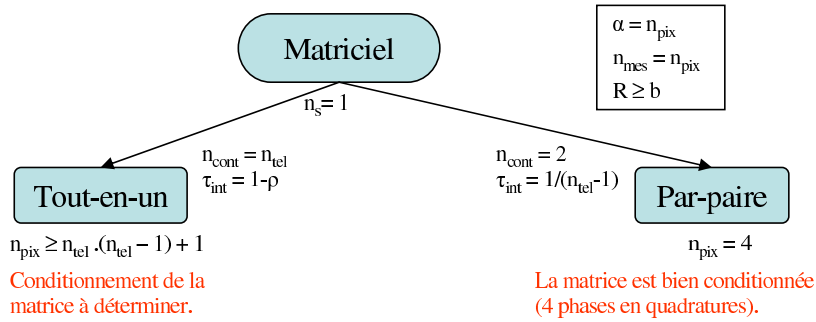 Matriciel
α = n_pix
n_mes = n_pix
R ≥ b
n_s = 1
n_cont = n_tel
τ_int = 1-ρ
n_cont = 2
τ_int = 1/(n_tel-1)
Tout-en-un
Par-paire
n_pix ≥ n_tel .(n_tel – 1) + 1
n_pix = 4
Conditionnement de la
matrice à déterminer.
La matrice est bien conditionnée
(4 phases en quadratures).